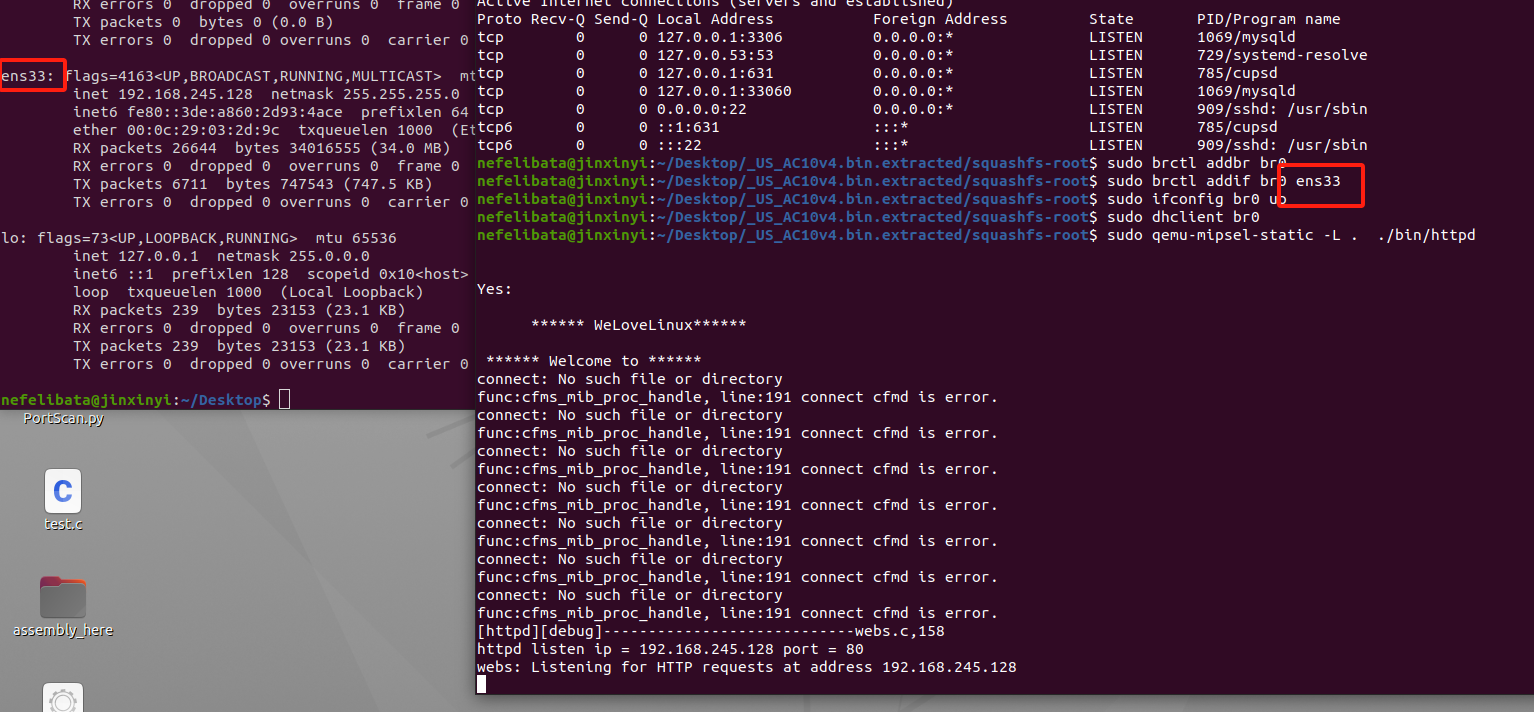 RX errors 0  dropped 0  overruns 0  frame 0
TX packets 0  bytes 0 (0.0 B)
TX errors 0  dropped 0 overruns 0  carrier 0
ens33: flags=4163<UP,BROADCAST,RUNNING,MULTICAST>  mt
inet 192.168.245.128  netmask 255.255.255.0
inet6 fe80::3de:a860:2d93:4ace  prefixlen 64
ether 00:0c:29:03:2d:9c  txqueuelen 1000  (Et
RX packets 26644  bytes 34016555 (34.0 MB)
RX errors 0  dropped 0  overruns 0  frame 0
TX packets 6711  bytes 747543 (747.5 KB)
TX errors 0  dropped 0 overruns 0  carrier 0
lo: flags=73<UP,LOOPBACK,RUNNING>  mtu 65536
inet 127.0.0.1  netmask 255.0.0.0
inet6 ::1  prefixlen 128  scopeid 0x10<host>
loop  txqueuelen 1000  (Local Loopback)
RX packets 239  bytes 23153 (23.1 KB)
RX errors 0  dropped 0  overruns 0  frame 0
TX packets 239  bytes 23153 (23.1 KB)
TX errors 0  dropped 0 overruns 0  carrier 0
nefelibata@jinxinyi:~/Desktop$
PortScan.py
test.c
assembly_here
Active Internet connections (servers and established)
Proto Recv-Q Send-Q Local Address           Foreign Address         State       PID/Program name
tcp        0      0 127.0.0.1:3306          0.0.0.0:*               LISTEN      1069/mysqld
tcp        0      0 127.0.0.53:53           0.0.0.0:*               LISTEN      729/systemd-resolve
tcp        0      0 127.0.0.1:631           0.0.0.0:*               LISTEN      785/cupsd
tcp        0      0 127.0.0.1:33060         0.0.0.0:*               LISTEN      1069/mysqld
tcp        0      0 0.0.0.0:22              0.0.0.0:*               LISTEN      909/sshd: /usr/sbin
tcp6       0      0 ::1:631                 :::*                    LISTEN      785/cupsd
tcp6       0      0 :::22                   :::*                    LISTEN      909/sshd: /usr/sbin
nefelibata@jinxinyi:~/Desktop/_US_AC10v4.bin.extracted/squashfs-root$ sudo brctl addbr br0
nefelibata@jinxinyi:~/Desktop/_US_AC10v4.bin.extracted/squashfs-root$ sudo brctl addif br0 ens33
nefelibata@jinxinyi:~/Desktop/_US_AC10v4.bin.extracted/squashfs-root$ sudo ifconfig br0 up
nefelibata@jinxinyi:~/Desktop/_US_AC10v4.bin.extracted/squashfs-root$ sudo dhclient br0
nefelibata@jinxinyi:~/Desktop/_US_AC10v4.bin.extracted/squashfs-root$ sudo qemu-mipsel-static -L .  ./bin/httpd
Yes:
****** WeLoveLinux******
****** Welcome to ******
connect: No such file or directory
func:cfms_mib_proc_handle, line:191 connect cfmd is error.
connect: No such file or directory
func:cfms_mib_proc_handle, line:191 connect cfmd is error.
connect: No such file or directory
func:cfms_mib_proc_handle, line:191 connect cfmd is error.
connect: No such file or directory
func:cfms_mib_proc_handle, line:191 connect cfmd is error.
connect: No such file or directory
func:cfms_mib_proc_handle, line:191 connect cfmd is error.
connect: No such file or directory
func:cfms_mib_proc_handle, line:191 connect cfmd is error.
connect: No such file or directory
func:cfms_mib_proc_handle, line:191 connect cfmd is error.
[httpd][debug]----------------------------webs.c,158
httpd listen ip = 192.168.245.128 port = 80
webs: Listening for HTTP requests at address 192.168.245.128